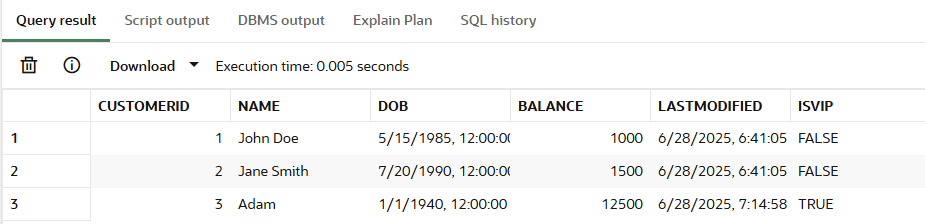 Query result Script output DBMS output Explain Plan SQL history
Download Execution time: 0.005 seconds
CUSTOMERID NAME DOB BALANCE LASTMODIFIED ISVIP
1 1 John Doe 5/15/1985, 12:00:00 1000 6/28/2025, 6:41:05 FALSE
2 2 Jane Smith 7/20/1990, 12:00:00 1500 6/28/2025, 6:41:05 FALSE
3 3 Adam 1/1/1940, 12:00:00 12500 6/28/2025, 7:14:58 TRUE